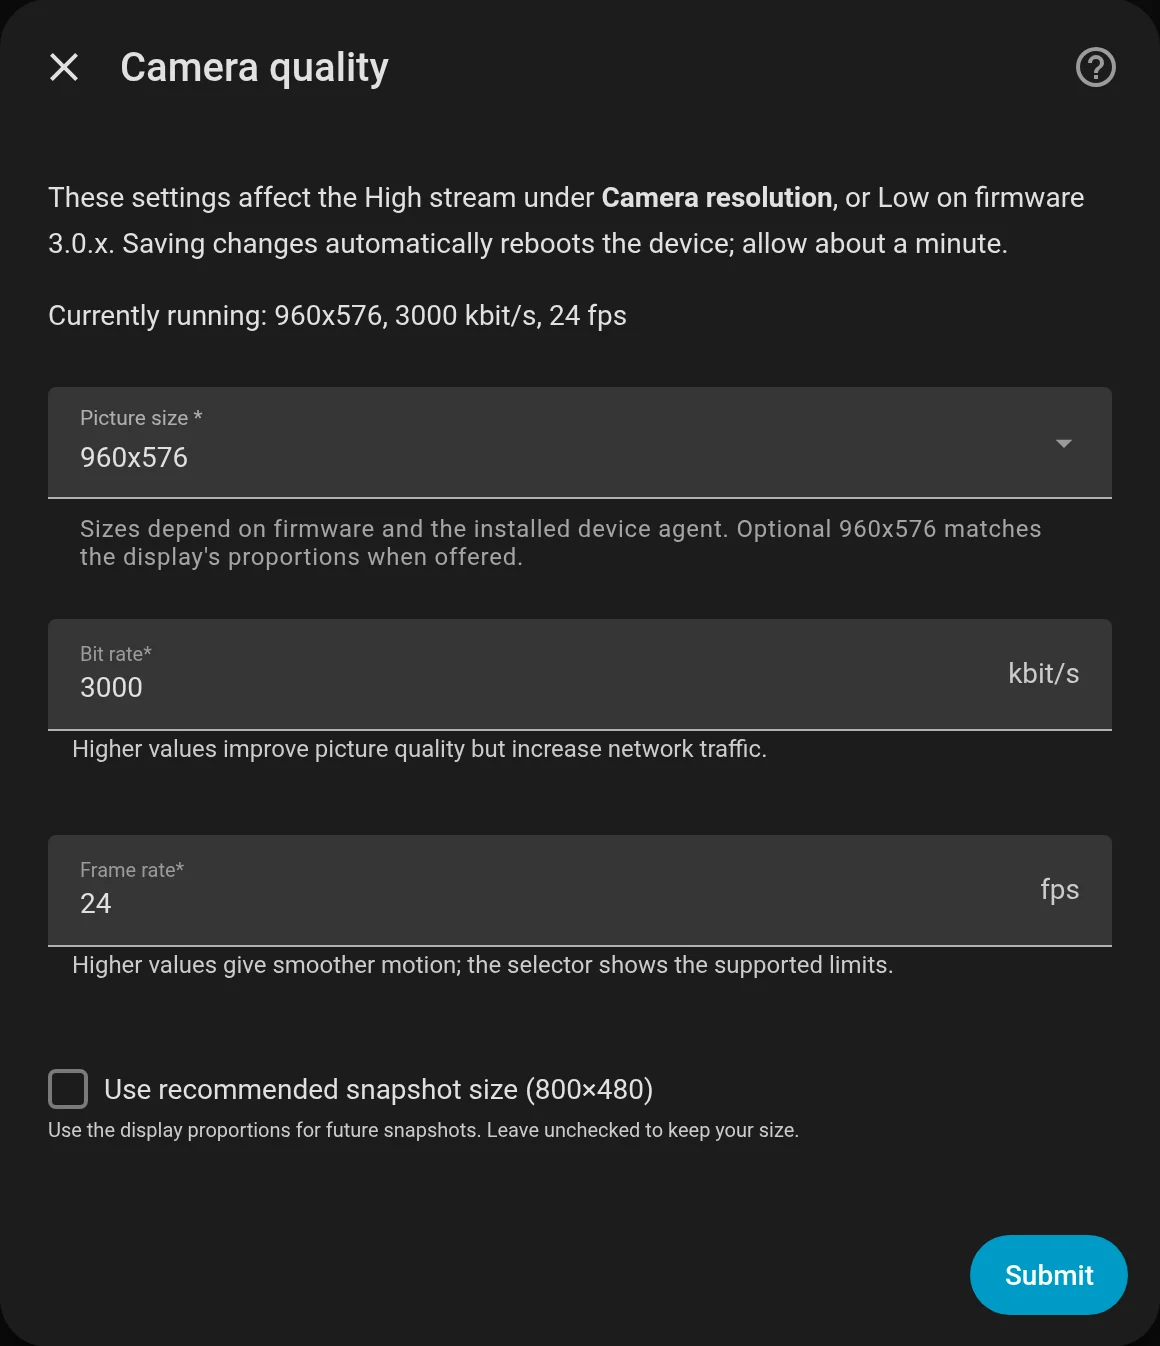 Camera quality
These settings affect the High stream under Camera resolution, or Low on firmware
3.0.x. Saving changes automatically reboots the device; allow about a minute.
Currently running: 960x576, 3000 kbit/s, 24 fps
Picture size *
960x576
Sizes depend on firmware and the installed device agent. Optional 960x576 matches
the display's proportions when offered.
Bit rate*
3000
kbit/s
Higher values improve picture quality but increase network traffic.
Frame rate*
24
fps
Higher values give smoother motion; the selector shows the supported limits.
Use recommended snapshot size (800×480)
Use the display proportions for future snapshots. Leave unchecked to keep your size.
Submit